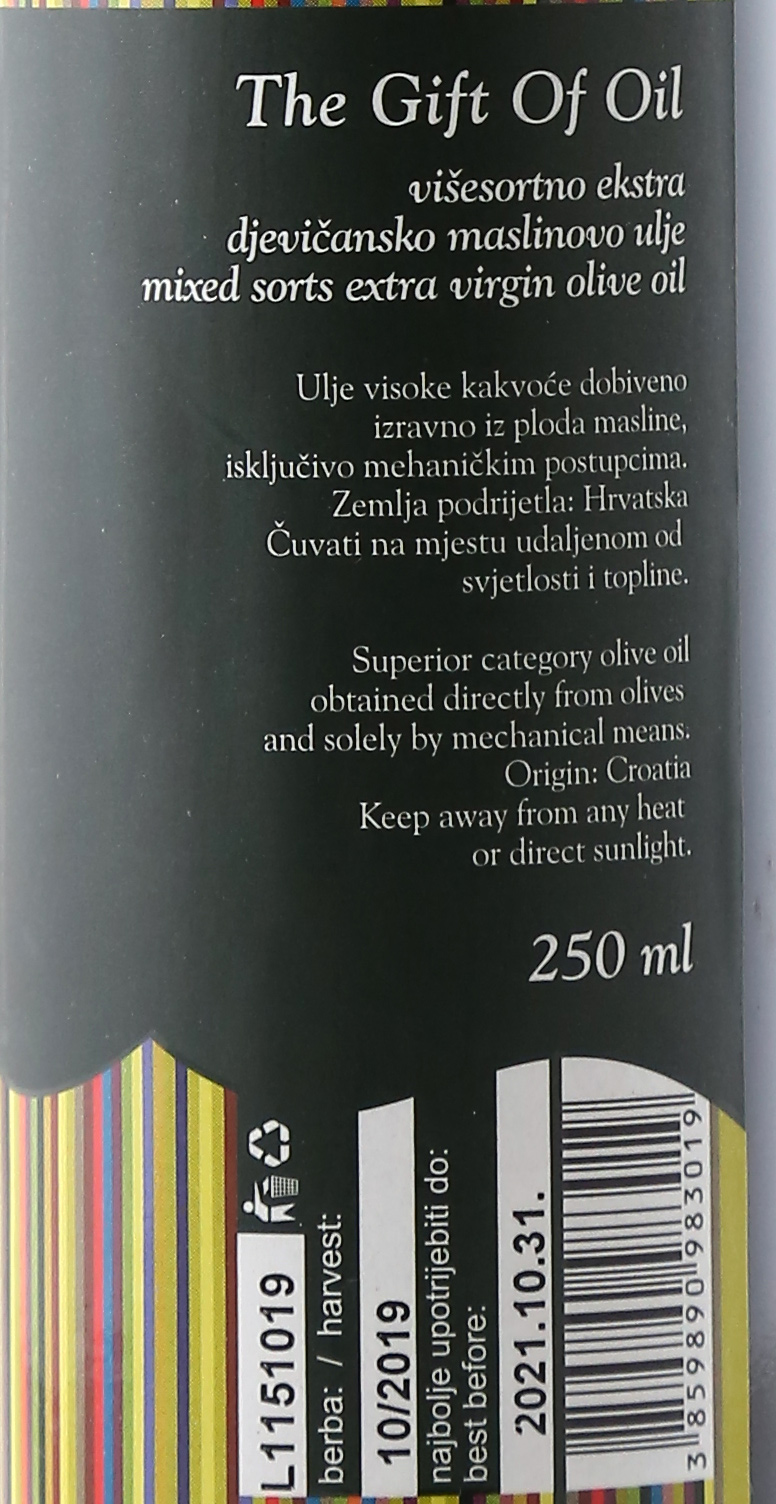 The Gift Of Oil
višesortno ekstra
djevičansko maslinovo ulje
mixed sorts extra virgin olive oil
Ulje visoke kakvoće dobiveno
izravno iz ploda masline,
isključivo mehaničkim postupcima.
Zemlja podrijetla: Hrvatska
Čuvati na mjestu udaljenom od
svjetlosti i topline.
Superior category olive oil
obtained directly from olives
and solely by mechanical means.
Origin: Croatia
Keep away from any heat
or direct sunlight.
250 ml
L1151019
berba: / harvest:
10/2019
najbolje upotrijebiti do:
best before:
2021.10.31.
3 859890 983019